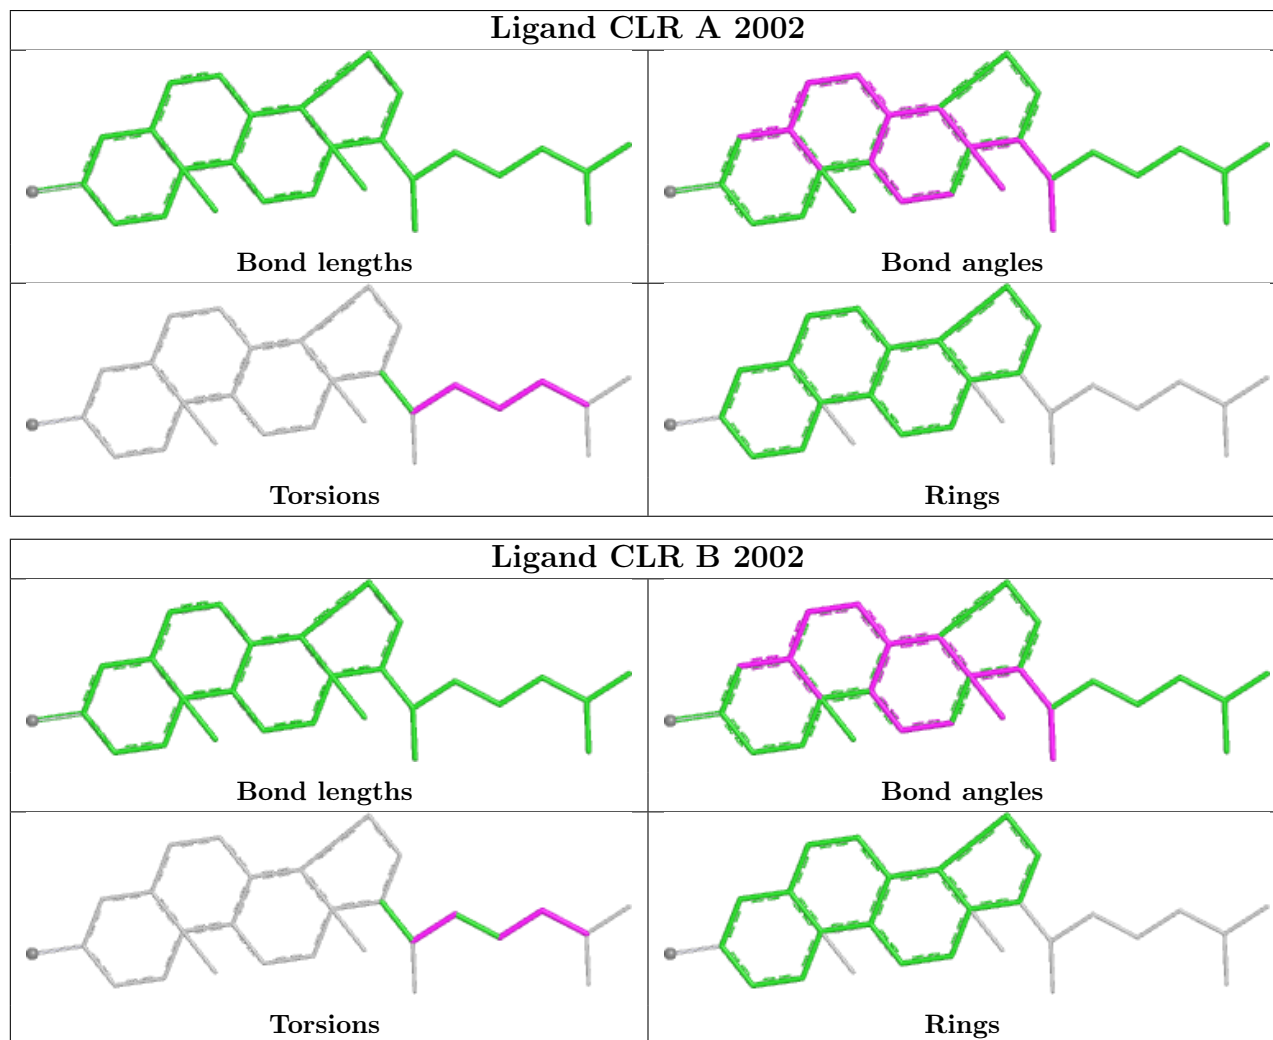 Ligand CLR A 2002
Bond lengths
Bond angles
Torsions
Rings
Ligand CLR B 2002
Bond lengths
Bond angles
Torsions
Rings